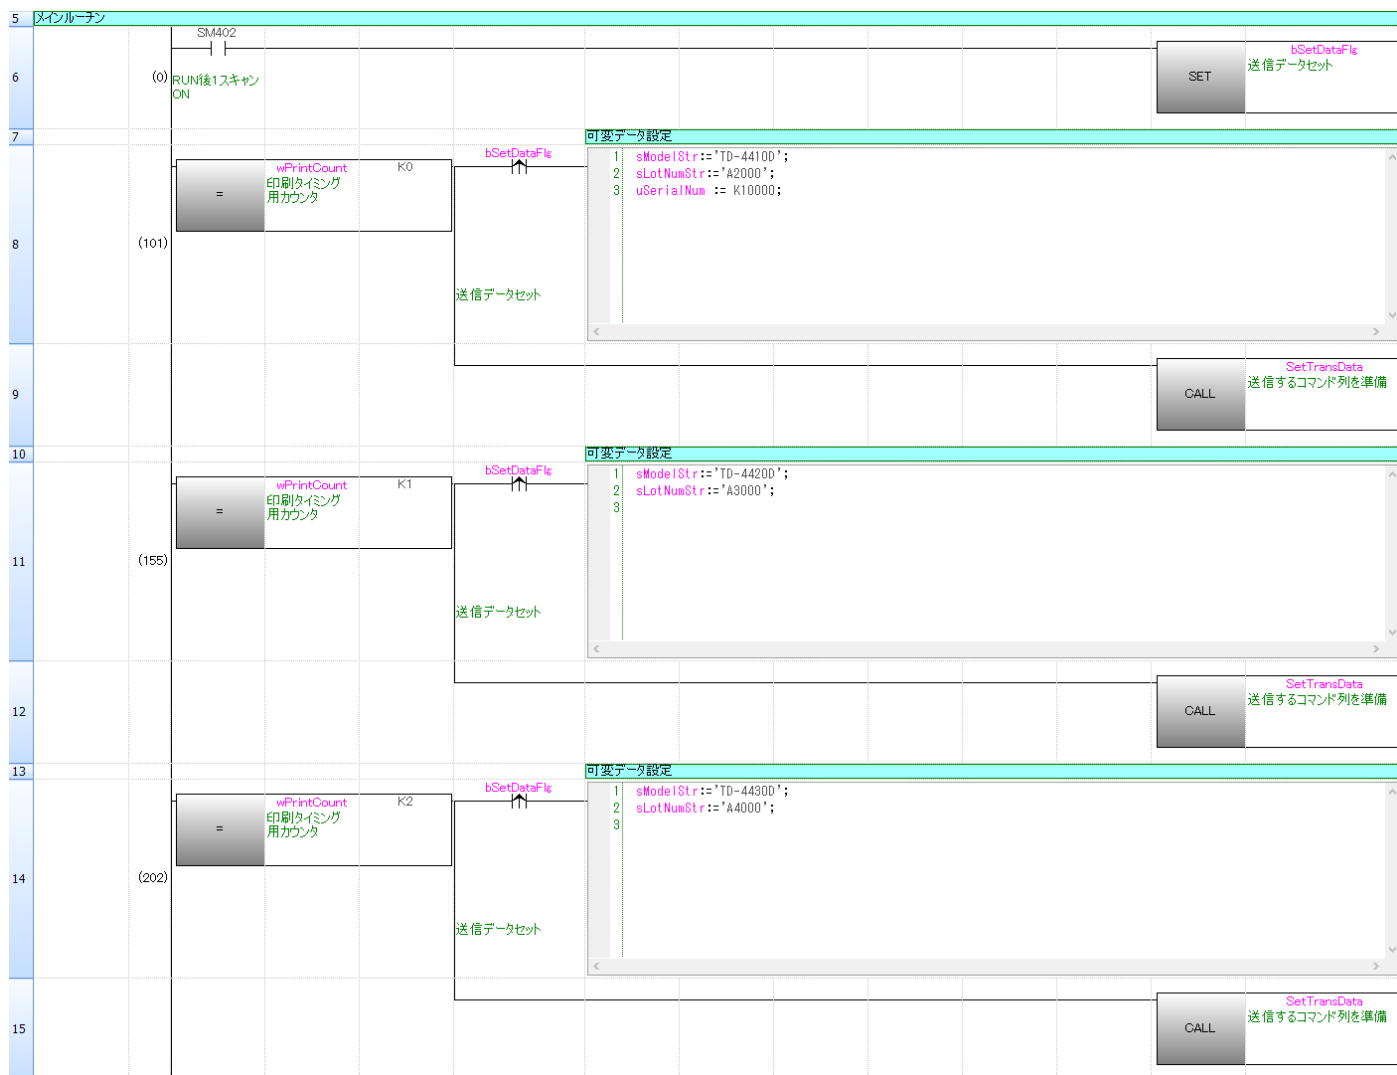 5 メインルーチン
SM402
bSetDataFlg
送信データセット
SET
6 (0)
RUN後1スキャン
ON
7 可変データ設定
bSetDataFlg
wPrintCount K0
印刷タイミング
用カウンタ
=
1 sModelStr:='TD-4410D';
2 sLotNumStr:='A2000';
3 uSerialNum := K10000;
8 (101)
送信データセット
SetTransData
送信するコマンド列を準備
9 CALL
10 可変データ設定
bSetDataFlg
wPrintCount K1
印刷タイミング
用カウンタ
=
1 sModelStr:='TD-4420D';
2 sLotNumStr:='A3000';
3
11 (155)
送信データセット
SetTransData
送信するコマンド列を準備
12 CALL
13 可変データ設定
bSetDataFlg
wPrintCount K2
印刷タイミング
用カウンタ
=
1 sModelStr:='TD-4430D';
2 sLotNumStr:='A4000';
3
14 (202)
送信データセット
SetTransData
送信するコマンド列を準備
15 CALL